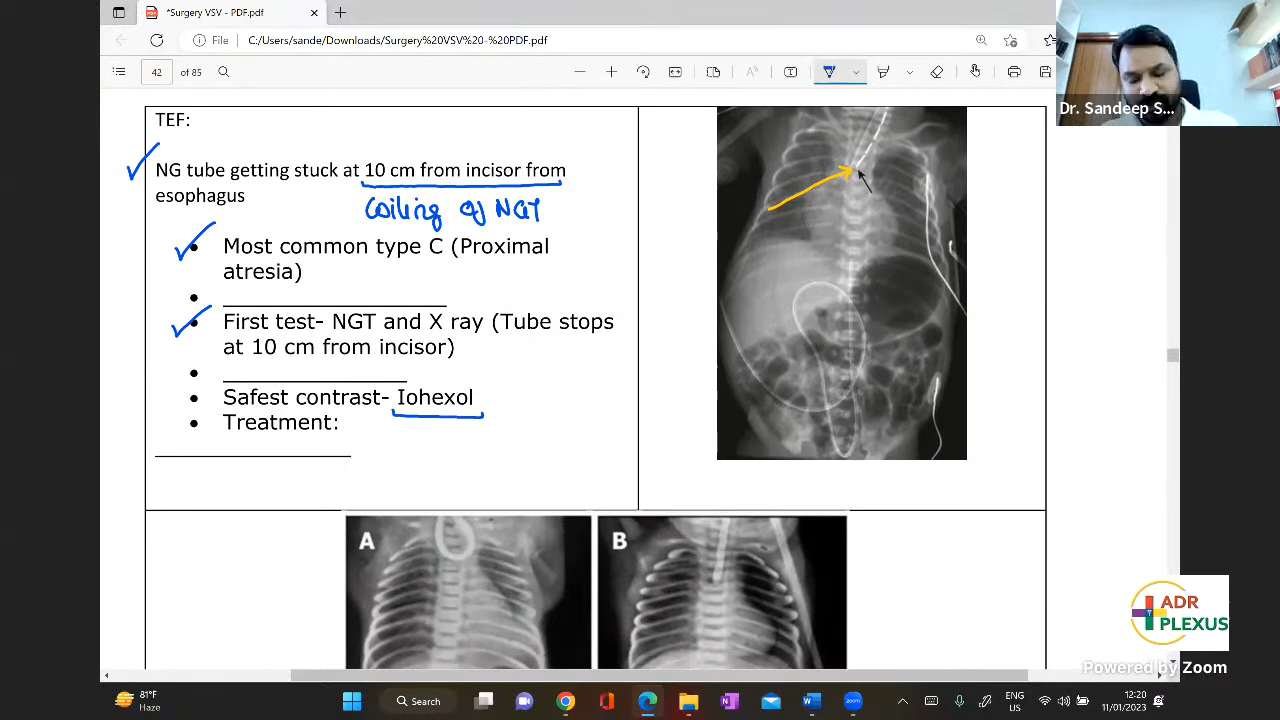 *Surgery VSV - PDF.pdf
File C:/Users/sande/Downloads/Surgery%20VSV%20-%20PDF.pdf
42 of 85
Dr. Sandeep S...
TEF:
NG tube getting stuck at 10 cm from incisor from
esophagus
Coiling of NGT
• Most common type C (Proximal
atresia)
• ____________________
• First test- NGT and X ray (Tube stops
at 10 cm from incisor)
• ________________
• Safest contrast- Iohexol
• Treatment:
_________________
A
B
ADR
PLEXUS
Powered by Zoom
81°F
Haze
Search
ENG
US
12:20
11/01/2023